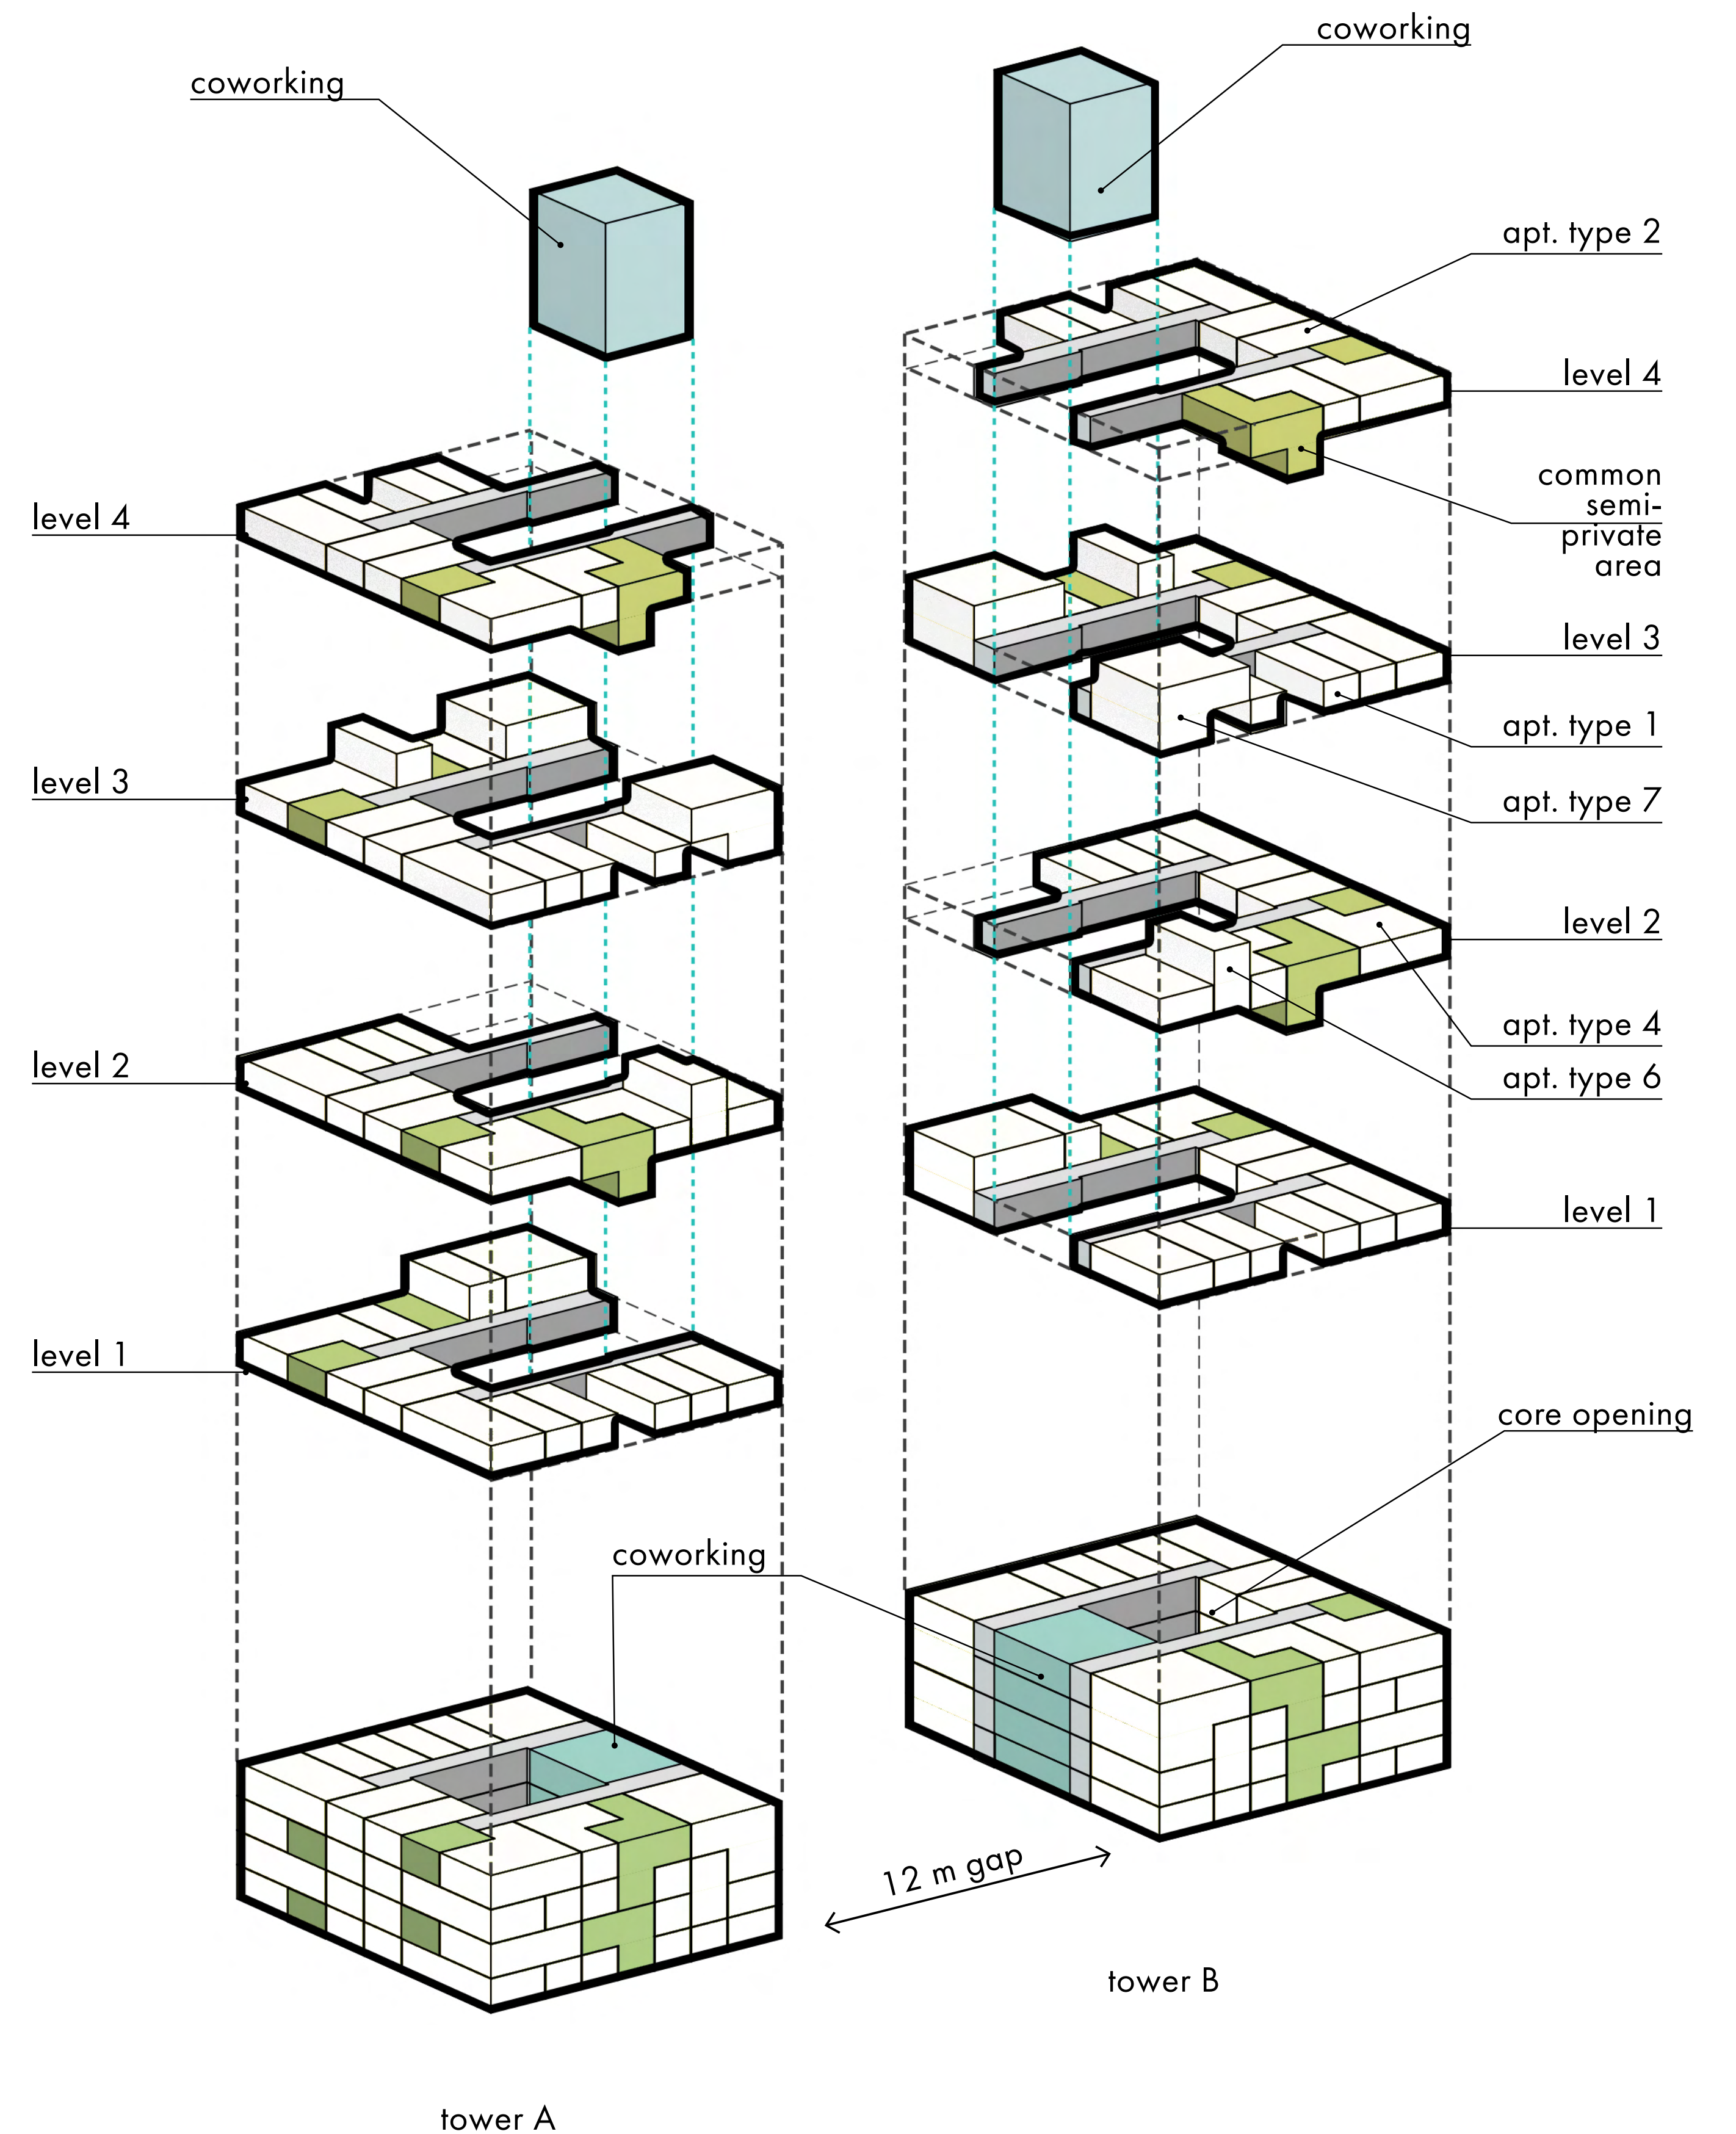 coworking
coworking
apt. type 2
level 4
common
semi-
private
area
level 4
level 3
apt. type 1
level 3
apt. type 7
level 2
apt. type 4
level 2
apt. type 6
level 1
level 1
core opening
coworking
12 m gap
tower B
tower A